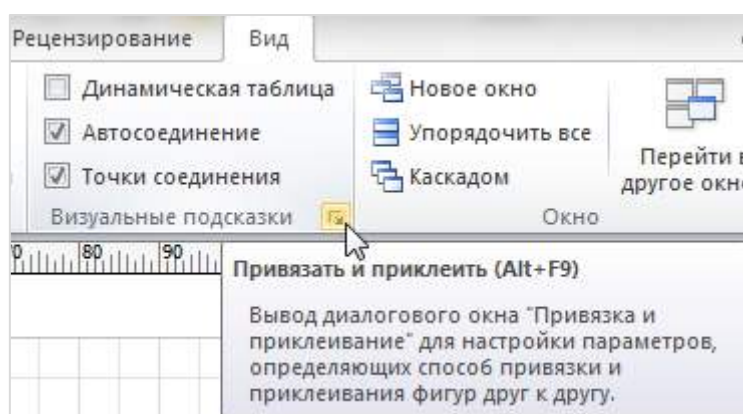 Рецензирование Вид
Динамическая таблица
Автосоединение
Точки соединения
Визуальные подсказки
Новое окно
Упорядочить все
Каскадом
Перейти в
другое окно
Окно
80 90
Привязать и приклеить (Alt+F9)
Вывод диалогового окна "Привязка и
приклеивание" для настройки параметров,
определяющих способ привязки и
приклеивания фигур друг к другу.